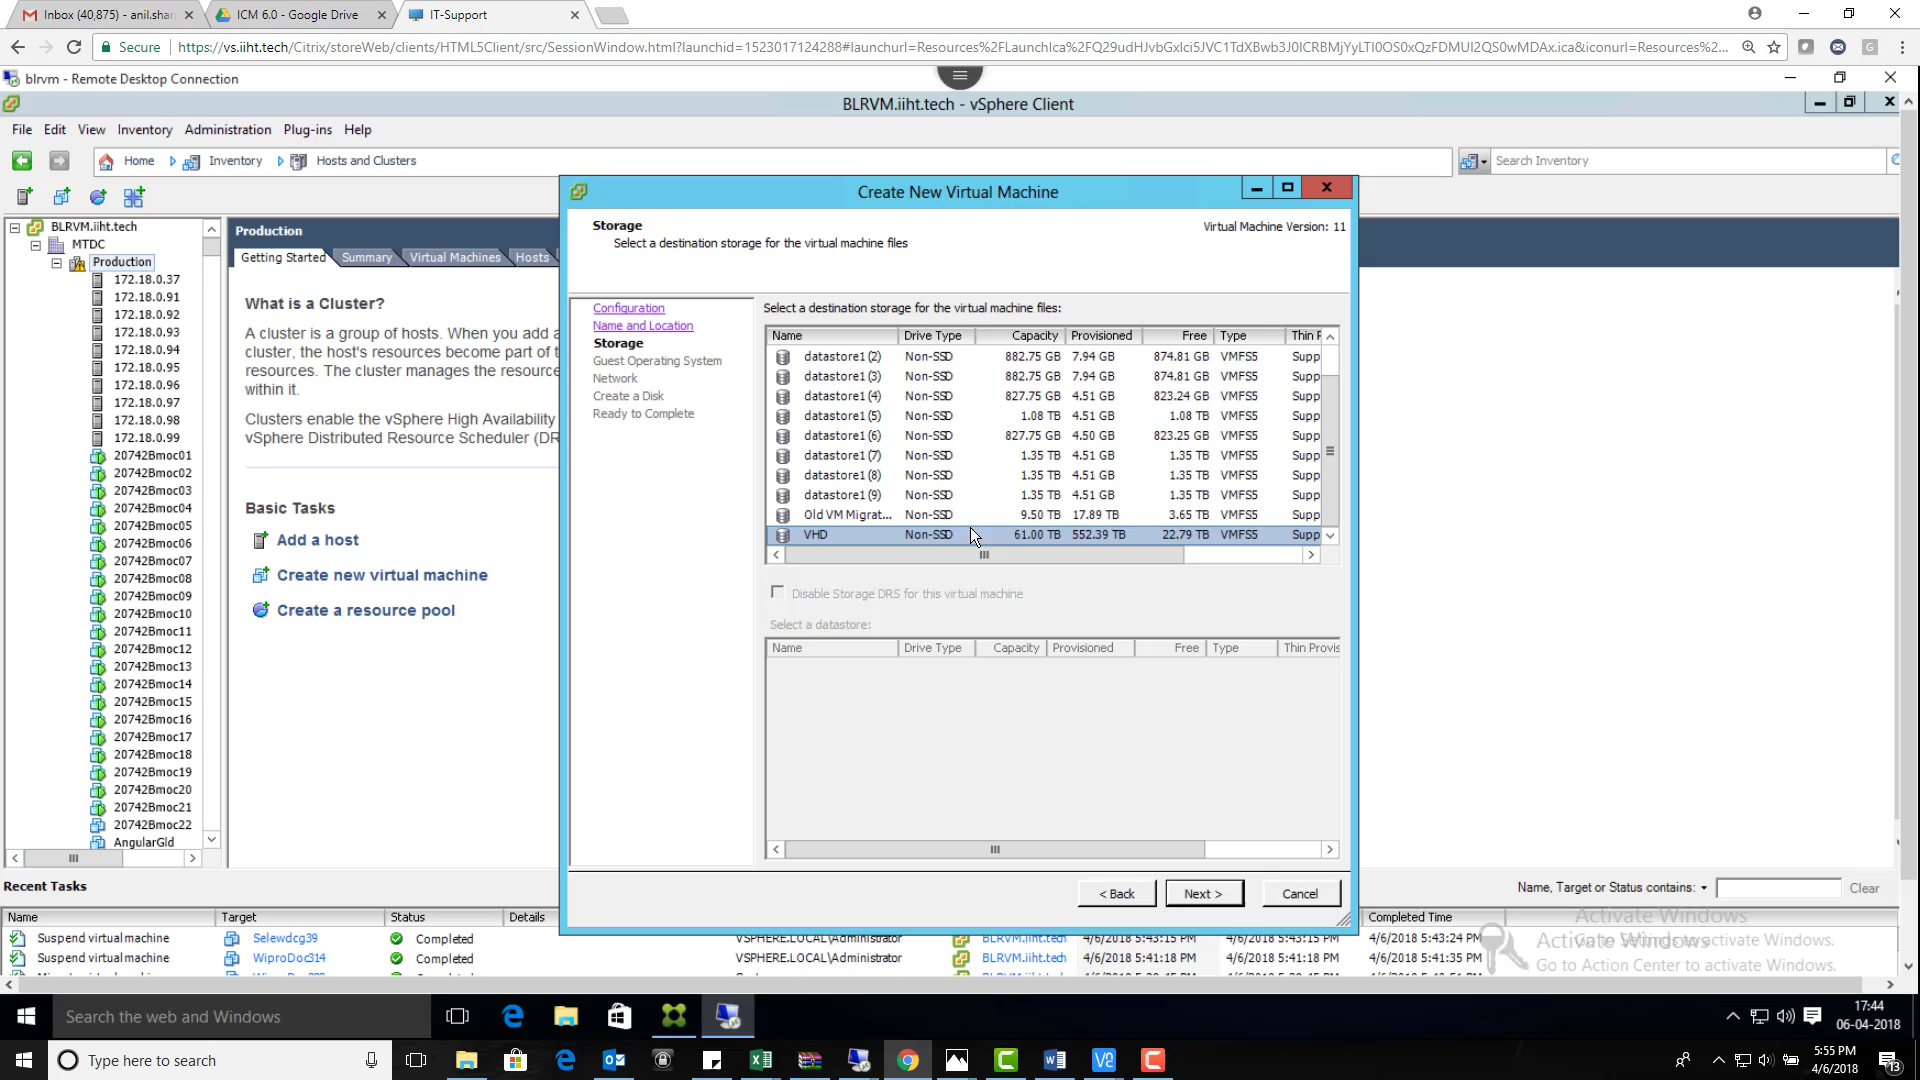 Inbox (40,875) - anil.shar
ICM 6.0 - Google Drive
IT-Support
Secure
https://vs.iiht.tech/Citrix/storeWeb/clients/HTML5Client/src/SessionWindow.html?launchid=1523017124288#launchurl=Resources%2FLaunchIca%2FQ29udHJvbGxlci5JVC1TdXBwb3J0ICRBMjYyLTI0OS0xQzFDMUI2QS0wMDAx.ica&iconurl=Resources%2...
blrvm - Remote Desktop Connection
BLRVM.iiht.tech - vSphere Client
File Edit View Inventory Administration Plug-ins Help
Home Inventory Hosts and Clusters
Search Inventory
BLRVM.iiht.tech
MTDC
Production
172.18.0.37
172.18.0.91
172.18.0.92
172.18.0.93
172.18.0.94
172.18.0.95
172.18.0.96
172.18.0.97
172.18.0.98
172.18.0.99
20742Bmoc01
20742Bmoc02
20742Bmoc03
20742Bmoc04
20742Bmoc05
20742Bmoc06
20742Bmoc07
20742Bmoc08
20742Bmoc09
20742Bmoc10
20742Bmoc11
20742Bmoc12
20742Bmoc13
20742Bmoc14
20742Bmoc15
20742Bmoc16
20742Bmoc17
20742Bmoc18
20742Bmoc19
20742Bmoc20
20742Bmoc21
20742Bmoc22
AngularGld
Production
Getting Started Summary Virtual Machines Hosts
What is a Cluster?
A cluster is a group of hosts. When you add a
cluster, the host's resources become part of t
resources. The cluster manages the resource
within it.
Clusters enable the vSphere High Availability
vSphere Distributed Resource Scheduler (DR
Basic Tasks
Add a host
Create new virtual machine
Create a resource pool
Create New Virtual Machine
Storage
Select a destination storage for the virtual machine files
Virtual Machine Version: 11
Configuration
Name and Location
Storage
Guest Operating System
Network
Create a Disk
Ready to Complete
Select a destination storage for the virtual machine files:
Name Drive Type Capacity Provisioned Free Type Thin P
datastore1 (2) Non-SSD 882.75 GB 7.94 GB 874.81 GB VMFS5 Supp
datastore1 (3) Non-SSD 882.75 GB 7.94 GB 874.81 GB VMFS5 Supp
datastore1 (4) Non-SSD 827.75 GB 4.51 GB 823.24 GB VMFS5 Supp
datastore1 (5) Non-SSD 1.08 TB 4.51 GB 1.08 TB VMFS5 Supp
datastore1 (6) Non-SSD 827.75 GB 4.50 GB 823.25 GB VMFS5 Supp
datastore1 (7) Non-SSD 1.35 TB 4.51 GB 1.35 TB VMFS5 Supp
datastore1 (8) Non-SSD 1.35 TB 4.51 GB 1.35 TB VMFS5 Supp
datastore1 (9) Non-SSD 1.35 TB 4.51 GB 1.35 TB VMFS5 Supp
Old VM Migrat... Non-SSD 9.50 TB 17.89 TB 3.65 TB VMFS5 Supp
VHD Non-SSD 61.00 TB 552.39 TB 22.79 TB VMFS5 Supp
Disable Storage DRS for this virtual machine
Select a datastore:
Name Drive Type Capacity Provisioned Free Type Thin Provis
< Back Next > Cancel
Recent Tasks
Name, Target or Status contains: Clear
Name Target Status Details Completed Time
Suspend virtual machine Selewdcg39 Completed VSPHERE.LOCAL\Administrator BLRVM.iiht.tech 4/6/2018 5:43:15 PM 4/6/2018 5:43:15 PM 4/6/2018 5:43:24 PM
Suspend virtual machine WiproDoc314 Completed VSPHERE.LOCAL\Administrator BLRVM.iiht.tech 4/6/2018 5:41:18 PM 4/6/2018 5:41:18 PM 4/6/2018 5:41:35 PM
Activate Windows
Go to Settings to activate Windows.
Activate Windows
Go to Action Center to activate Windows.
Search the web and Windows
17:44
06-04-2018
Type here to search
5:55 PM
4/6/2018
13